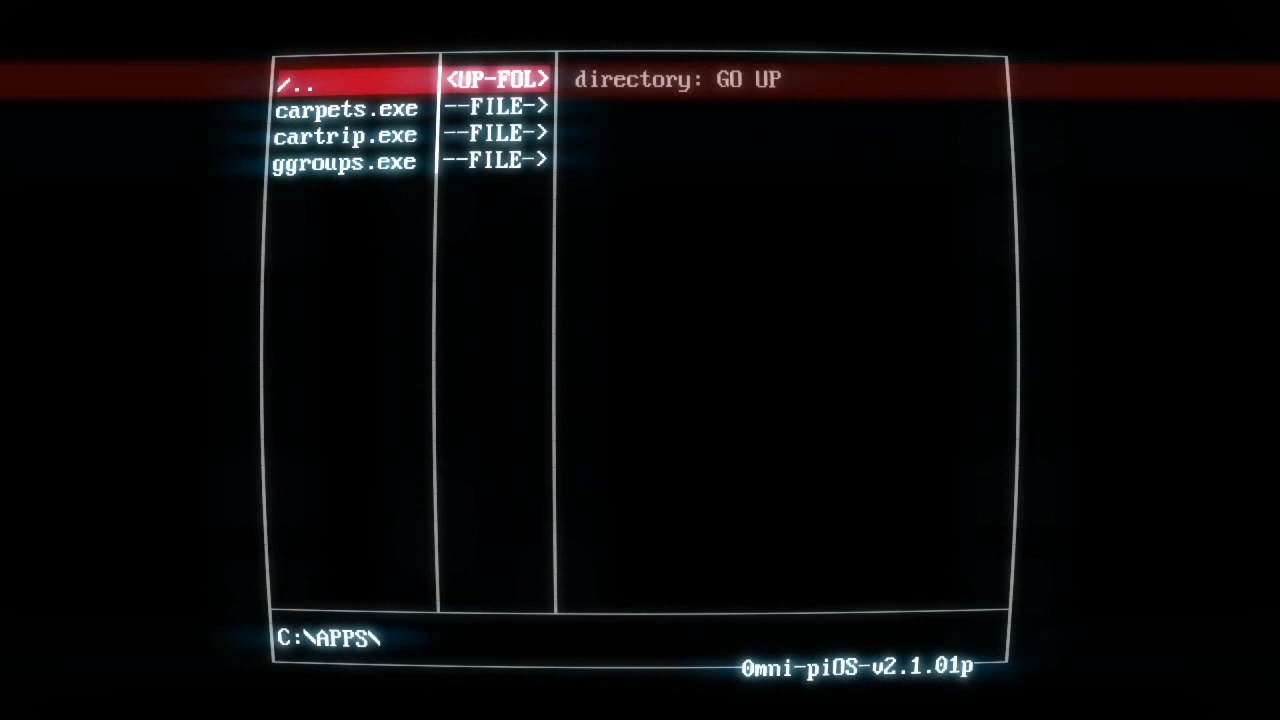 /.. <UP-FOL> directory: GO UP
carpets.exe --FILE->
cartrip.exe --FILE->
ggroups.exe --FILE->
C:\APPS\
0mni-piOS-v2.1.01p